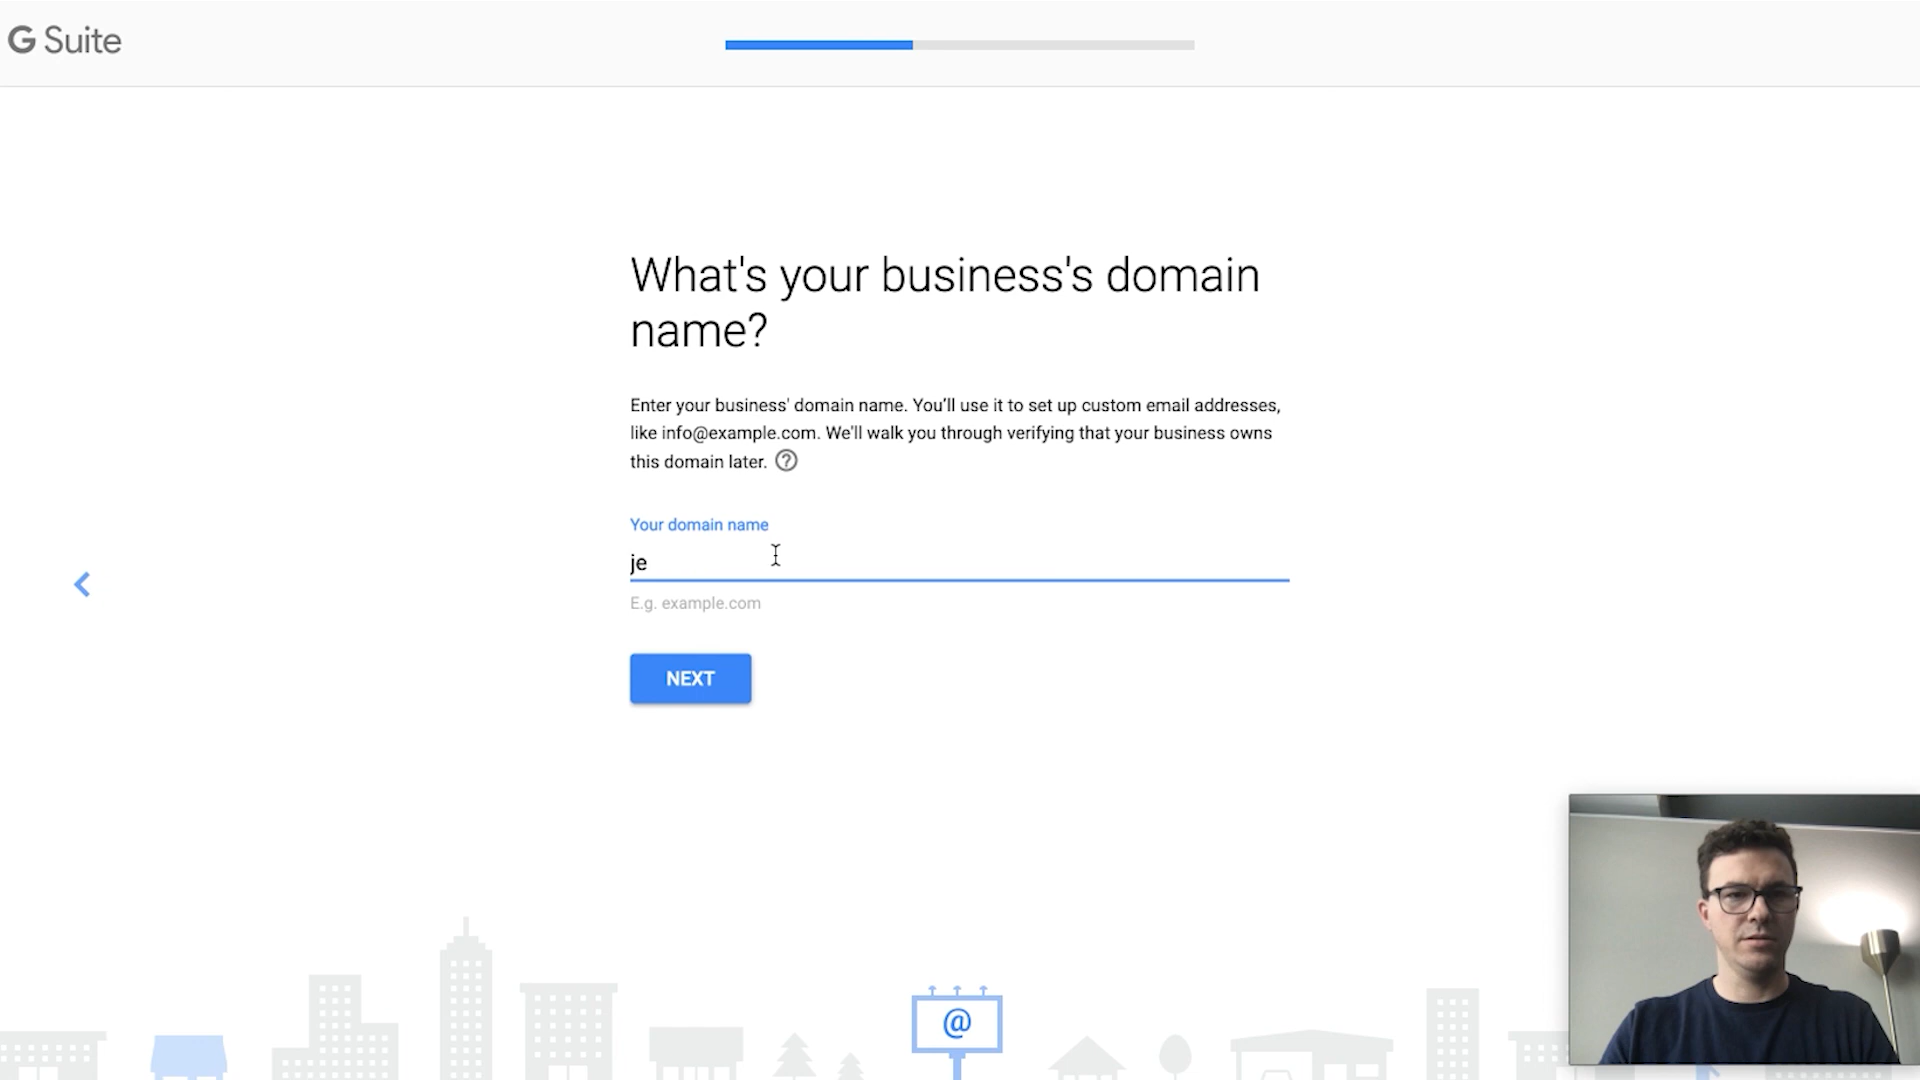 G Suite
What's your business's domain
name?
Enter your business' domain name. You’ll use it to set up custom email addresses,
like info@example.com. We'll walk you through verifying that your business owns
this domain later. ?
Your domain name
je
E.g. example.com
NEXT
@